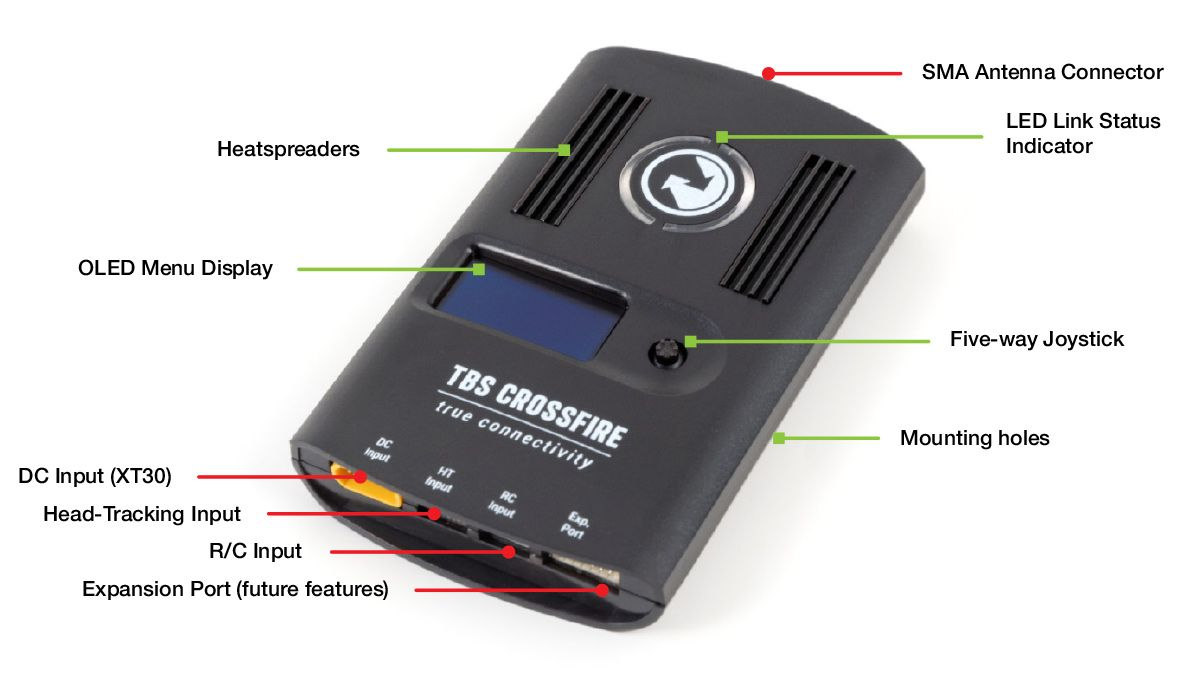 SMA Antenna Connector
LED Link Status
Indicator
Heatspreaders
OLED Menu Display
Five-way Joystick
TBS CROSSFIRE
true connectivity
Mounting holes
DC
Input
HT
Input
RC
Input
Exp.
Port
DC Input (XT30)
Head-Tracking Input
R/C Input
Expansion Port (future features)